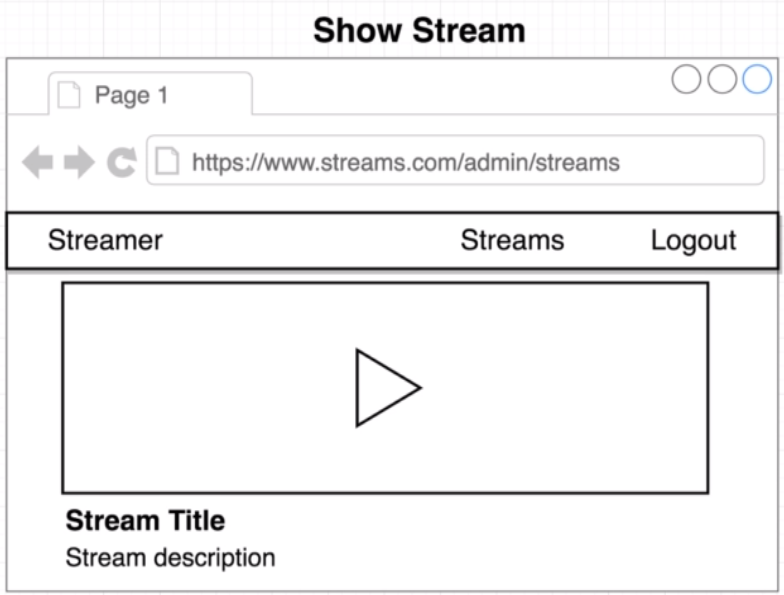 Show Stream
Page 1
https://www.streams.com/admin/streams
Streamer Streams Logout
Stream Title
Stream description